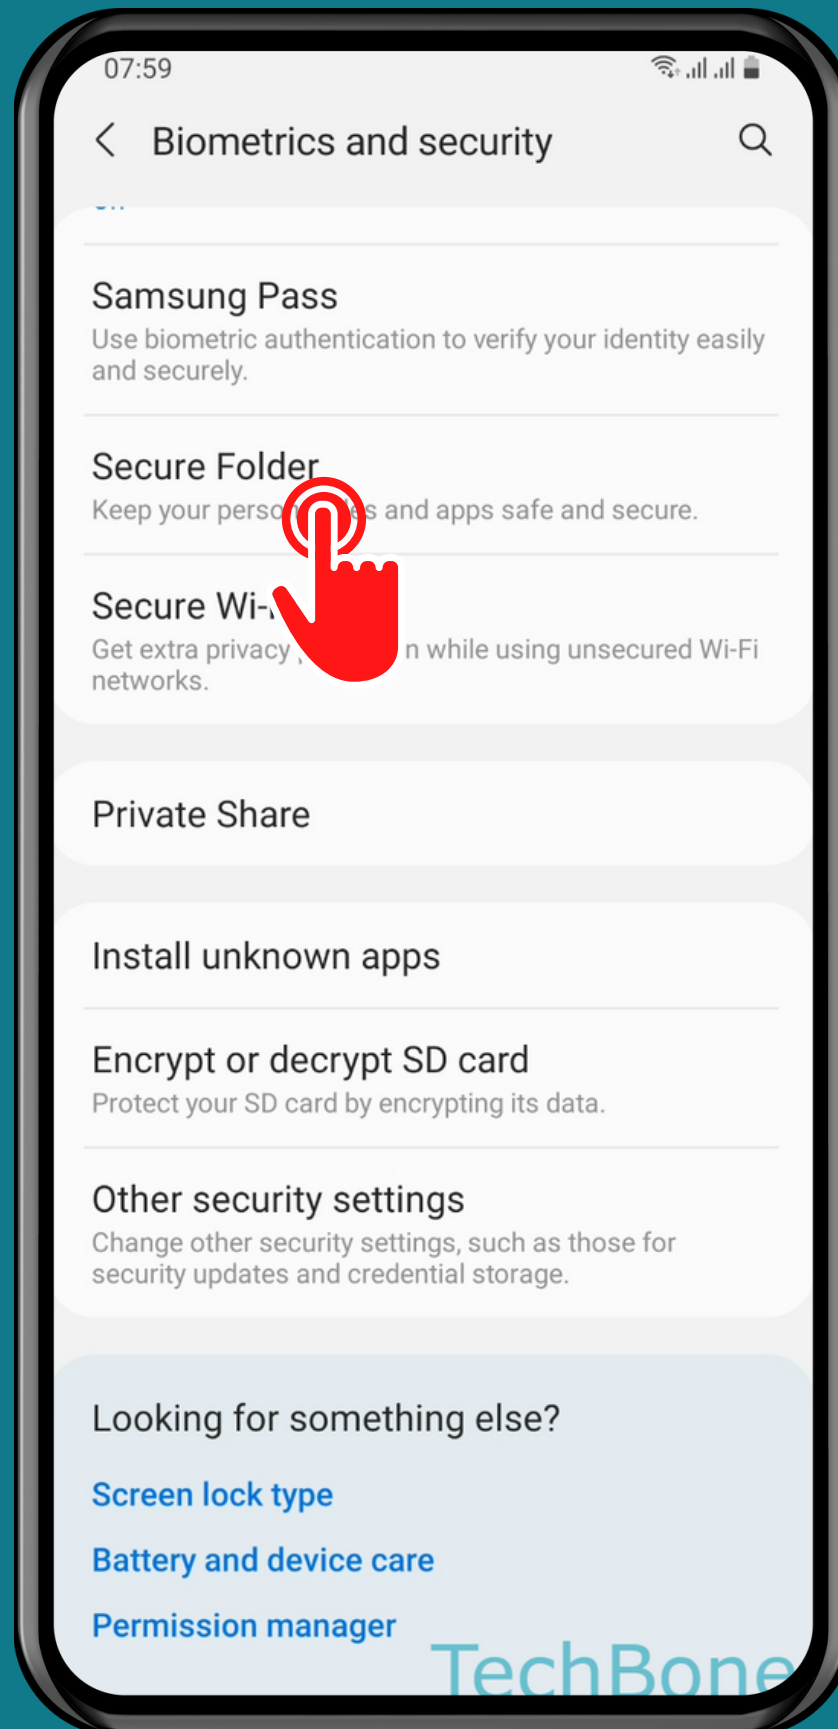 07:59
Biometrics and security
Samsung Pass
Use biometric authentication to verify your identity easily
and securely.
Secure Folder
Keep your and apps safe and secure.
Secure
Get extra privacy while using unsecured Wi-Fi
networks.
Private Share
Install unknown apps
Encrypt or decrypt SD card
Protect your SD card by encrypting its data.
Other security settings
Change other security settings, such as those for
security updates and credential storage.
Looking for something else?
Screen lock type
Battery and device care
Permission manager
TechBone